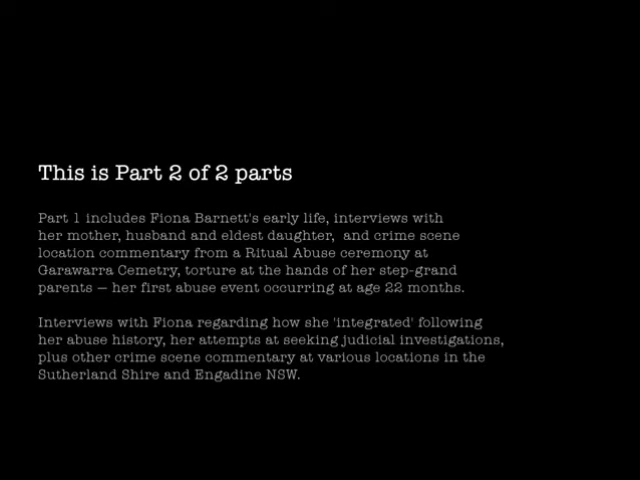 This is Part 2 of 2 parts
Part 1 includes Fiona Barnett's early life, interviews with
her mother, husband and eldest daughter,  and crime scene
location commentary from a Ritual Abuse ceremony at
Garawarra Cemetry, torture at the hands of her step-grand
parents — her first abuse event occurring at age 22 months.
Interviews with Fiona regarding how she 'integrated' following
her abuse history, her attempts at seeking judicial investigations,
plus other crime scene commentary at various locations in the
Sutherland Shire and Engadine NSW.